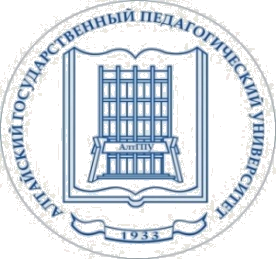 АЛТАЙСКИЙ ГОСУДАРСТВЕННЫЙ ПЕДАГОГИЧЕСКИЙ УНИВЕРСИТЕТ
АлтГПУ
1933